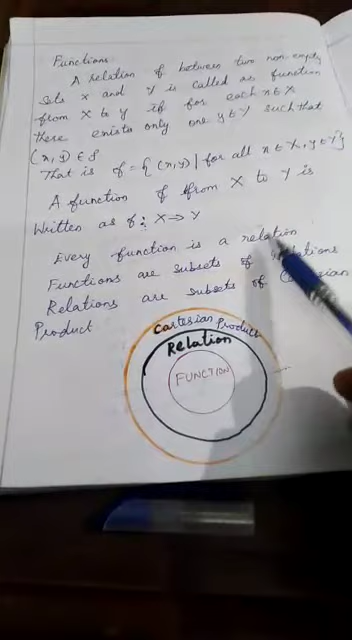 Functions
A relation f between two non-empty
sets x and y is called as function
from x to y if for each x∈X
there exists only one y∈Y such that
(x, y) ∈ f
That is f = { (x,y) | for all x∈X, y∈Y}
A function f from X to Y is
Written as f: X→Y
Every function is a relation
Functions are subsets of relations
Relations are subsets of
Product
Cartesian Product
Relation
FUNCTION